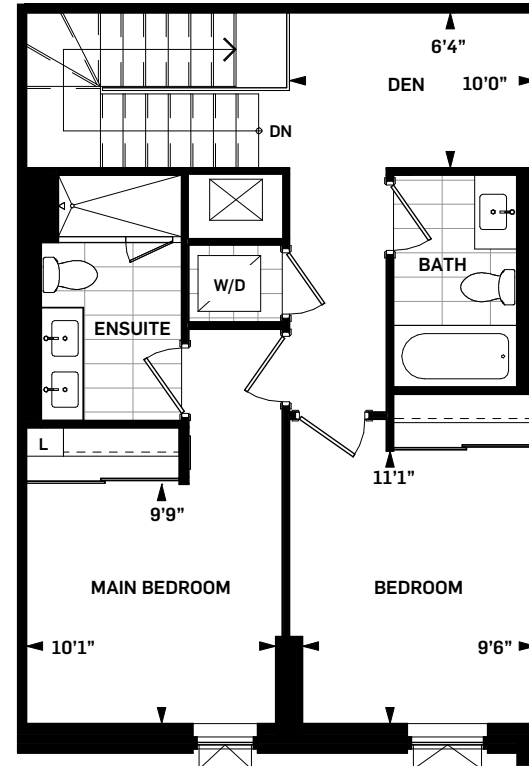 6'4"
DEN 10'0"
DN
BATH
W/D
ENSUITE
L
11'1"
9'9"
MAIN BEDROOM
BEDROOM
10'1"
9'6"